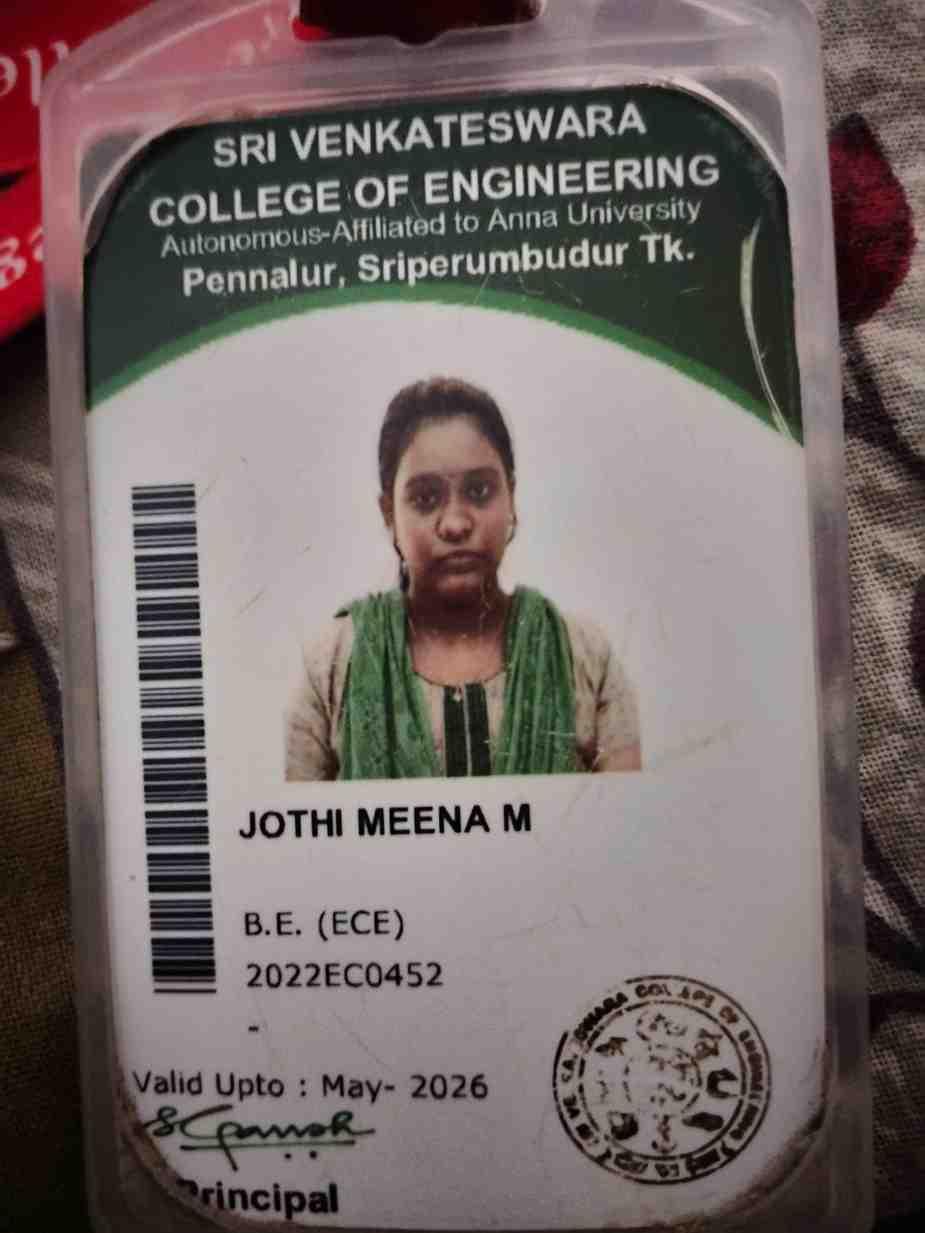 SRI VENKATESWARA
COLLEGE OF ENGINEERING
Autonomous-Affiliated to Anna University
Pennalur, Sriperumbudur Tk.
JOTHI MEENA M
B.E. (ECE)
2022EC0452
-
Valid Upto : May- 2026
Principal